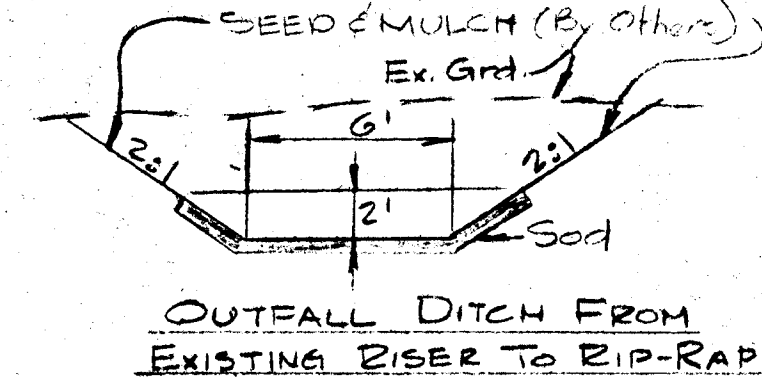 SEED & MULCH (By Others)
Ex. Grd.
6'
2:1
2:1
2'
Sod
OUTFALL DITCH FROM
EXISTING RISER TO RIP-RAP